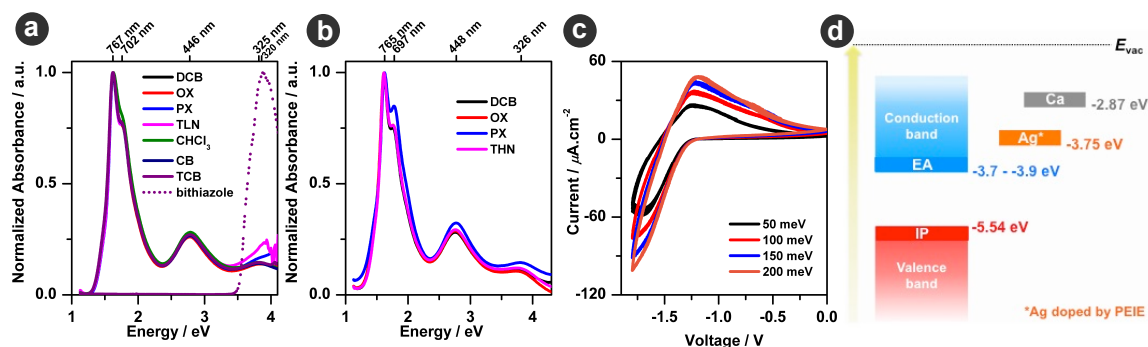 a
767 nm
702 nm
446 nm
325 nm
320 nm
Normalized Absorbance / a.u.
1.0
0.5
0.0
DCB
OX
PX
TLN
CHCl₃
CB
TCB
bithiazole
1 2 3 4
Energy / eV
b
765 nm
697 nm
448 nm
326 nm
Normalized Absorbance / a.u.
1.0
0.5
0.0
DCB
OX
PX
THN
1 2 3 4
Energy / eV
c
Current / µA.cm⁻²
60
0
-60
-120
50 meV
100 meV
150 meV
200 meV
-1.5 -1.0 -0.5 0.0
Voltage / V
d
Evac
Conduction
band
EA
-3.7 - -3.9 eV
Ca
-2.87 eV
Ag*
-3.75 eV
IP
-5.54 eV
Valence
band
*Ag doped by PEIE